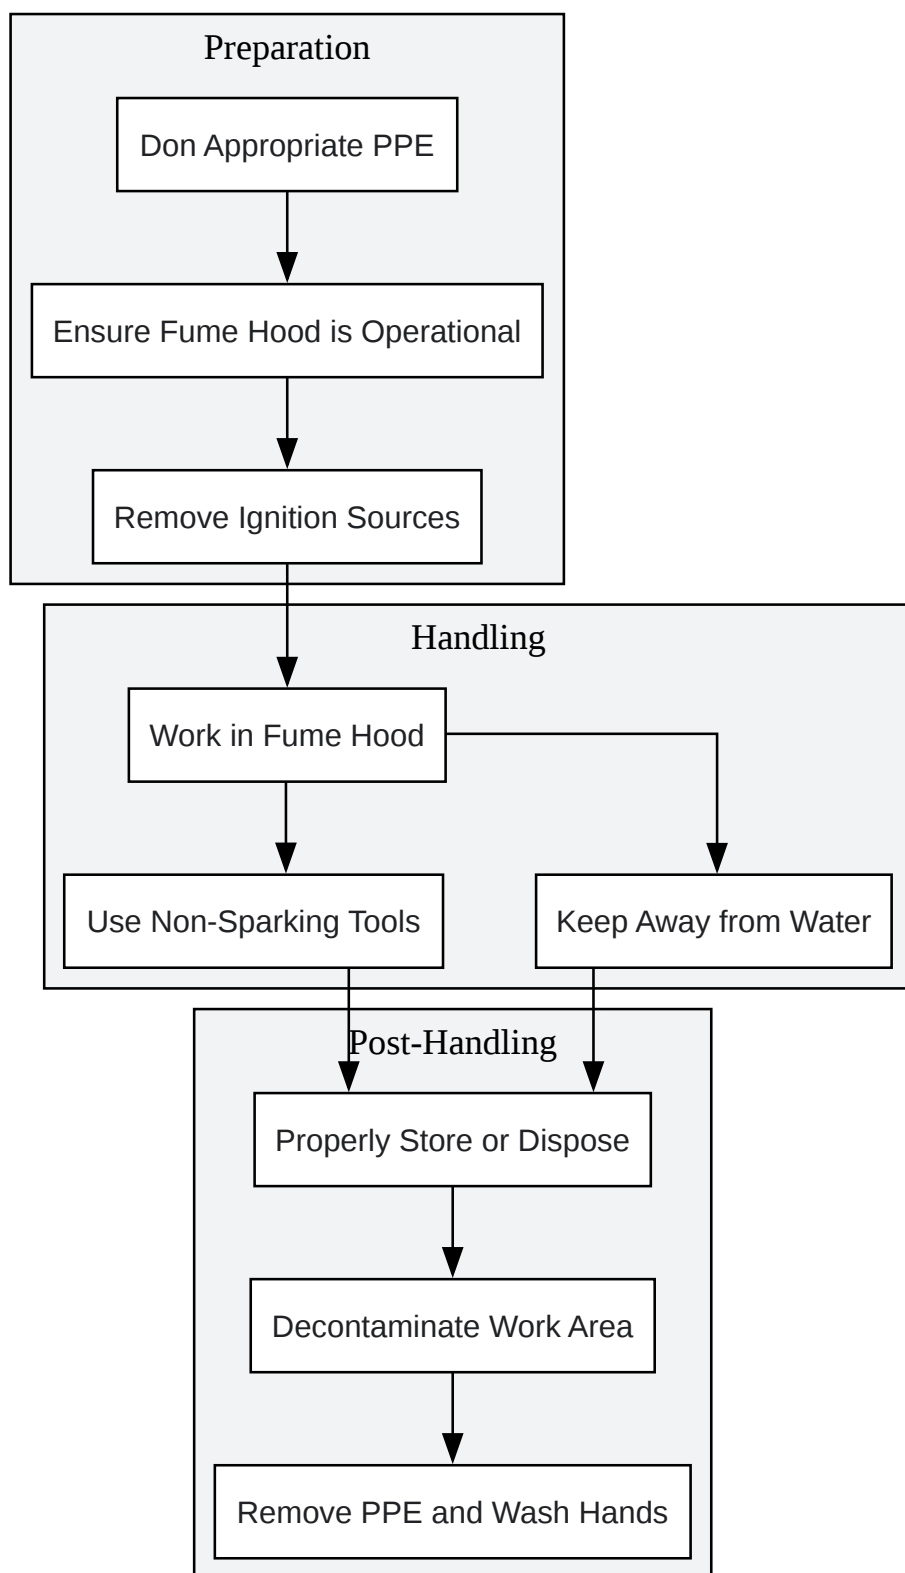 Preparation
Don Appropriate PPE
Ensure Fume Hood is Operational
Remove Ignition Sources
Handling
Work in Fume Hood
Use Non-Sparking Tools
Keep Away from Water
Post-Handling
Properly Store or Dispose
Decontaminate Work Area
Remove PPE and Wash Hands